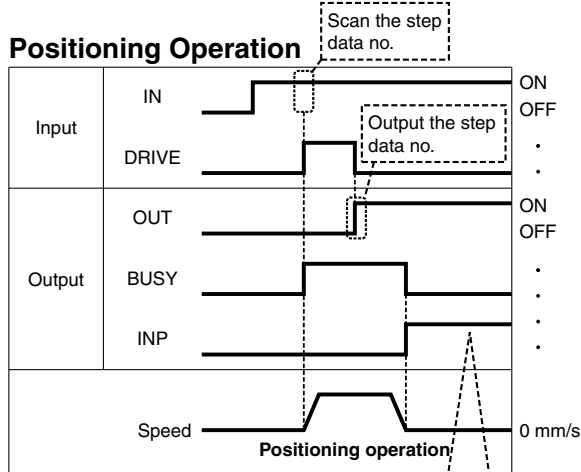 Scan the step
data no.
Positioning Operation
IN
ON
OFF
Input
Output the step
data no.
DRIVE
OUT
ON
OFF
Output
BUSY
INP
Speed
0 mm/s
Positioning operation